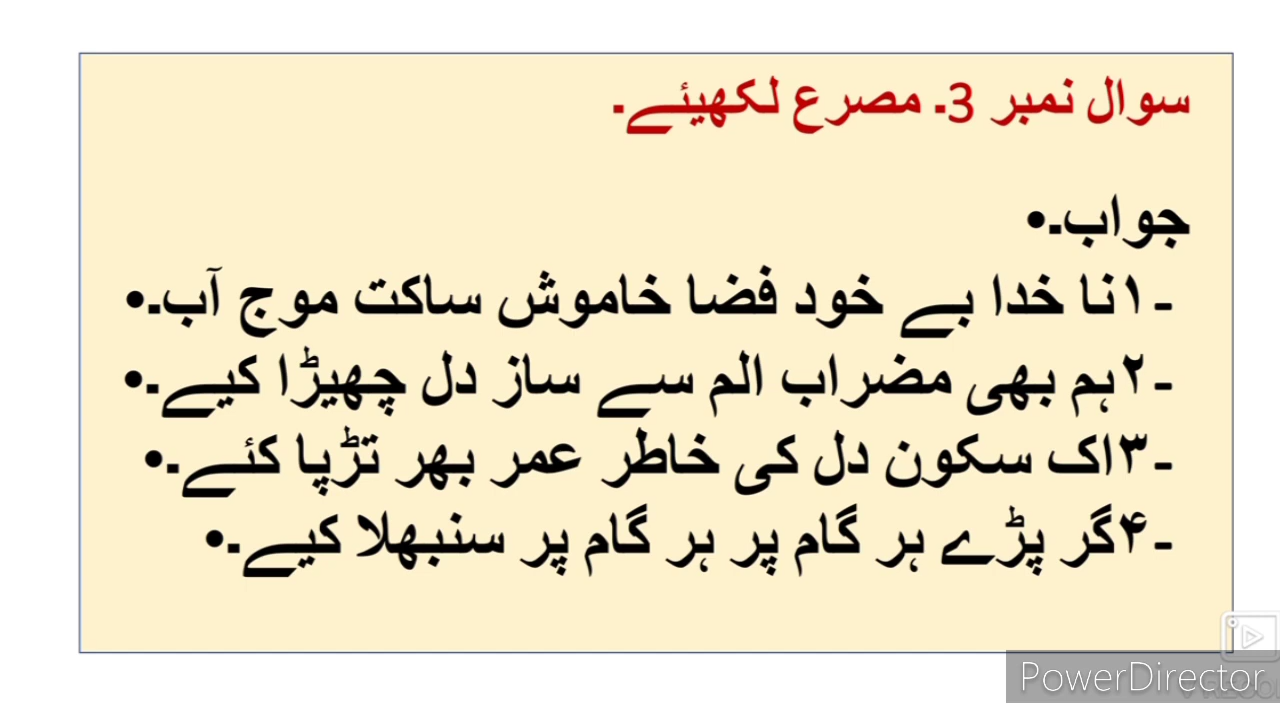 سوال نمبر 3۔ مصرع لکھیئے۔
جواب۔•
۔۱نا خدا بے خود فضا خاموش ساکت موج آب۔•
۔۲ہم بھی مضراب الم سے ساز دل چھیڑا کیے۔•
۔۳اک سکون دل کی خاطر عمر بھر تڑپا کئے۔•
۔۴گر پڑے ہر گام پر ہر گام پر سنبھلا کیے۔•
PowerDirector